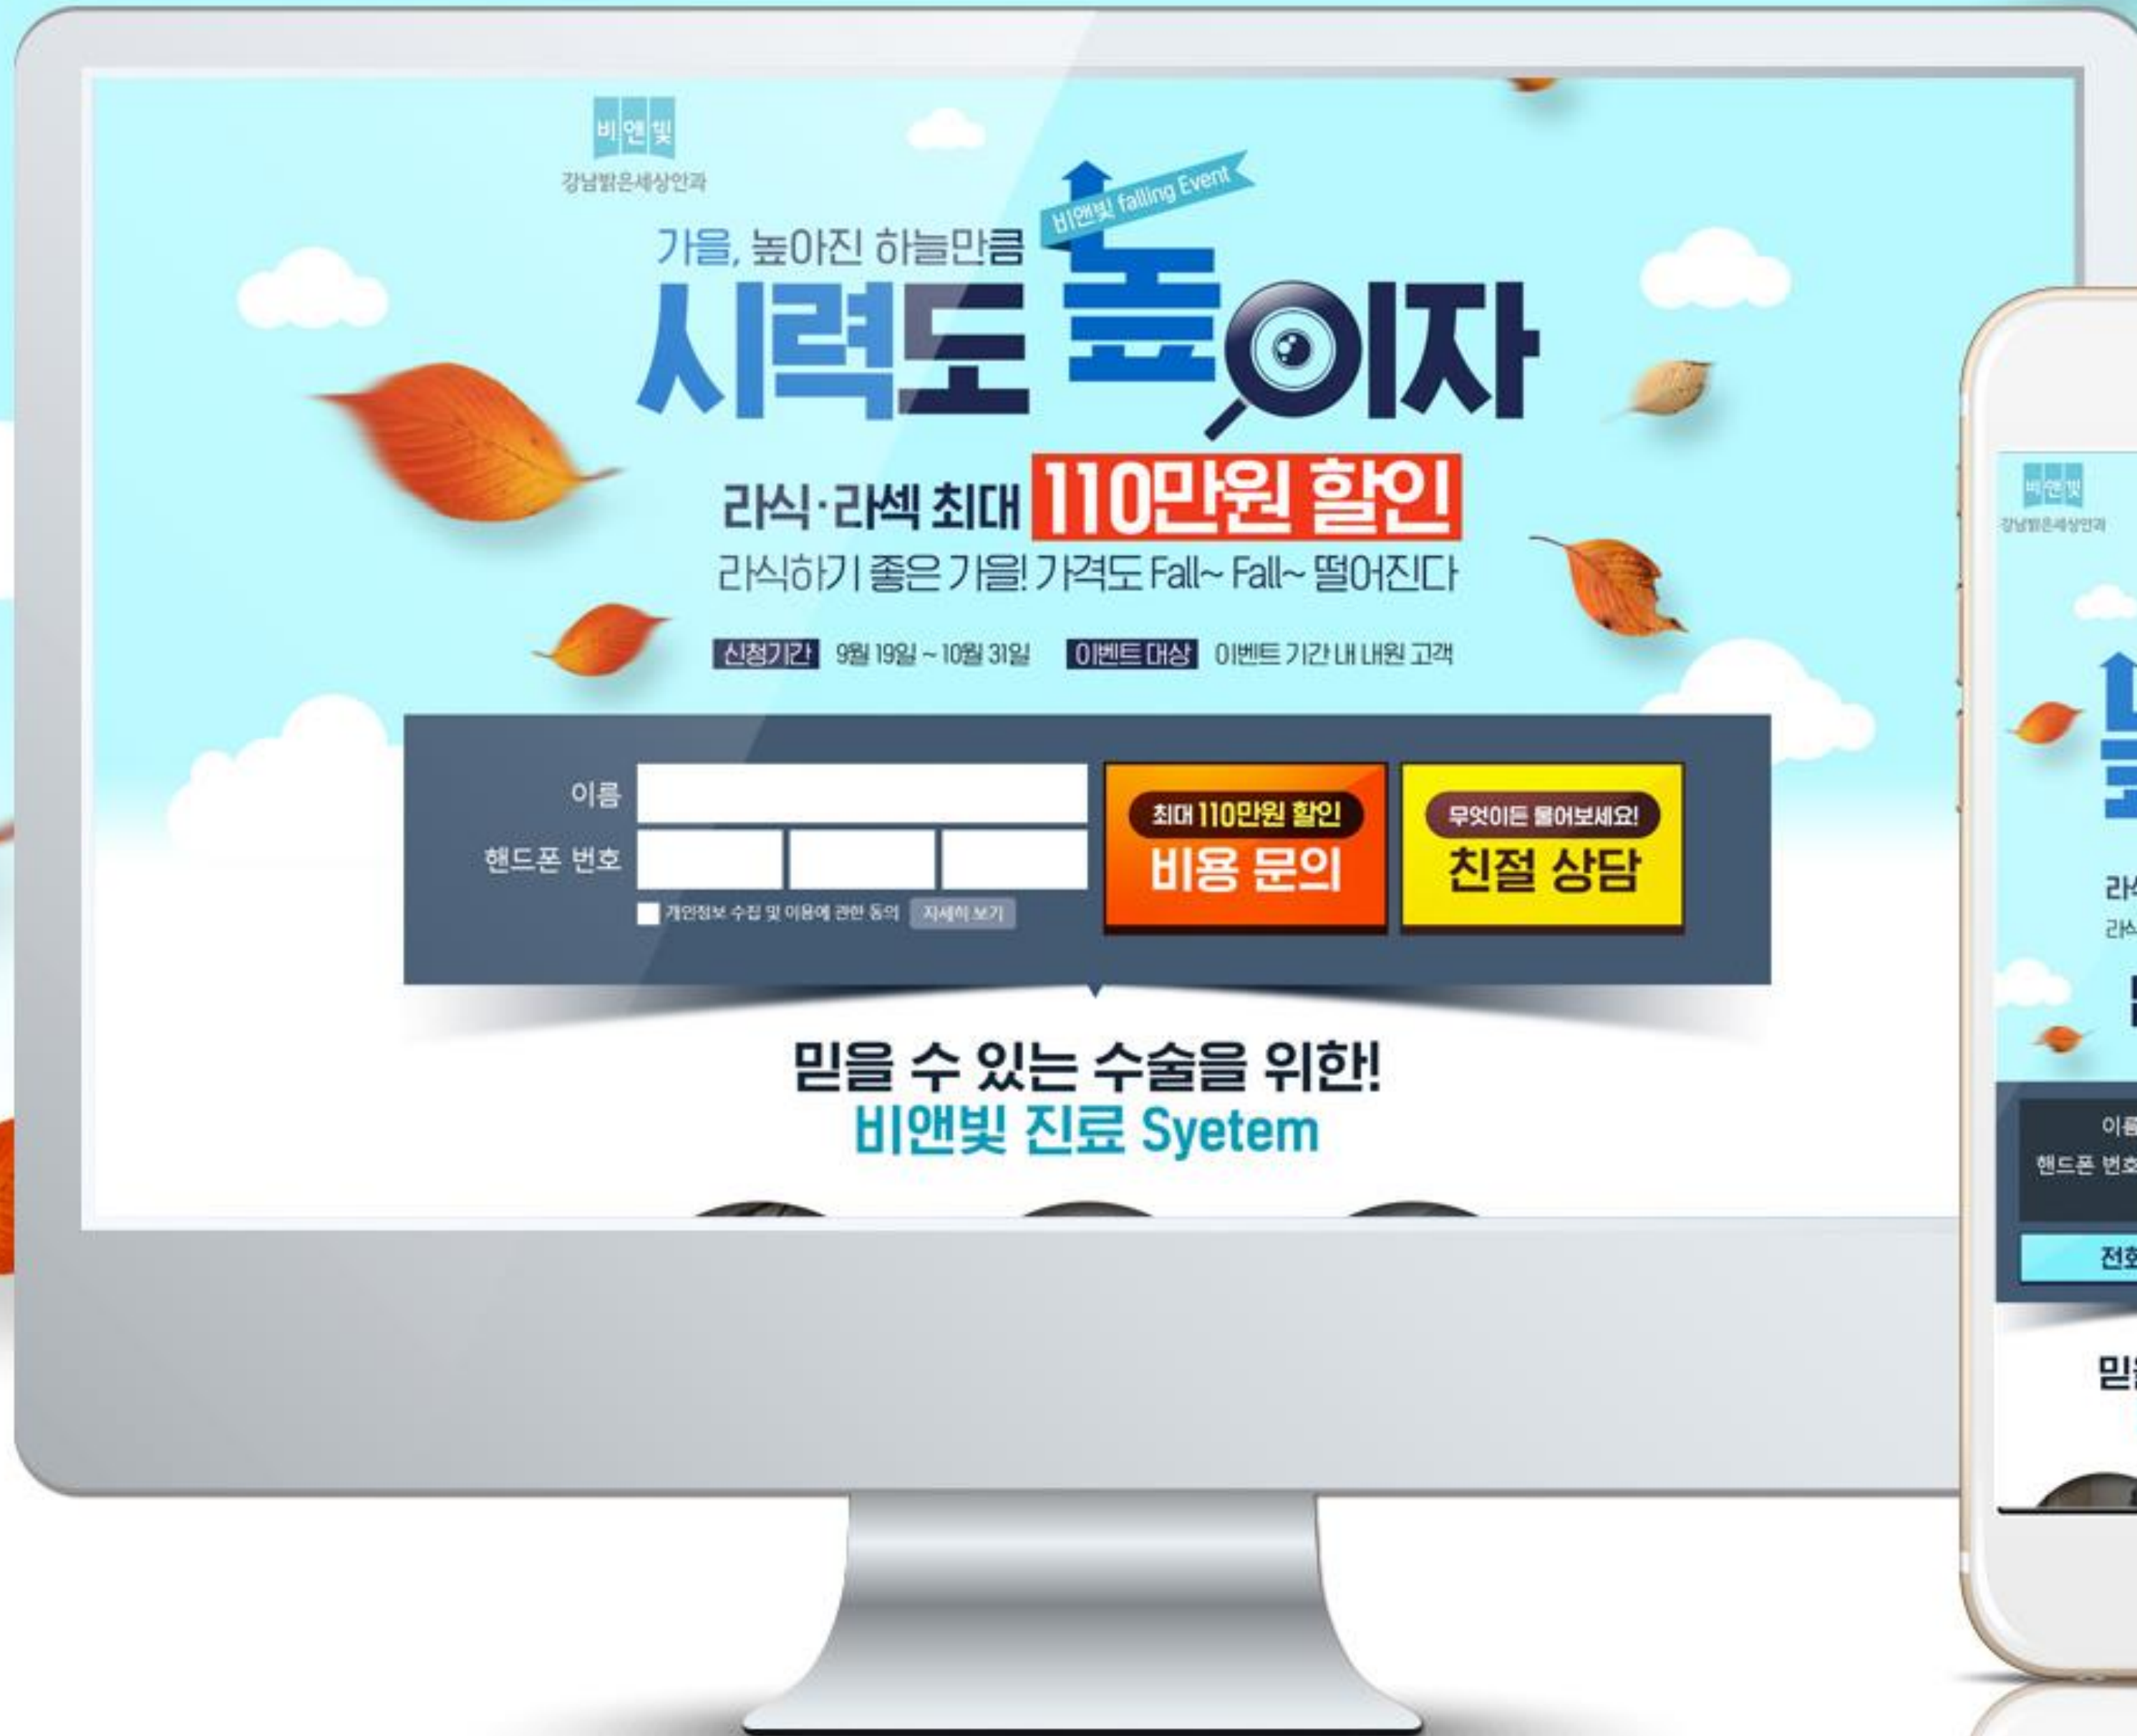 비앤빛
강남밝은세상안과
비앤빛 falling Event
가을, 높아진 하늘만큼
시력도 높이자
라식·라섹 최대 110만원 할인
라식하기 좋은 가을! 가격도 Fall~ Fall~ 떨어진다
신청기간 9월 19일 ~ 10월 31일 이벤트 대상 이벤트 기간 내 내원 고객
이름
핸드폰 번호
개인정보 수집 및 이용에 관한 동의 자세히 보기
최대 110만원 할인
비용 문의
무엇이든 물어보세요!
친절 상담
믿을 수 있는 수술을 위한!
비앤빛 진료 Syetem
비앤빛
강남밝은세상안과
핸드폰 번호